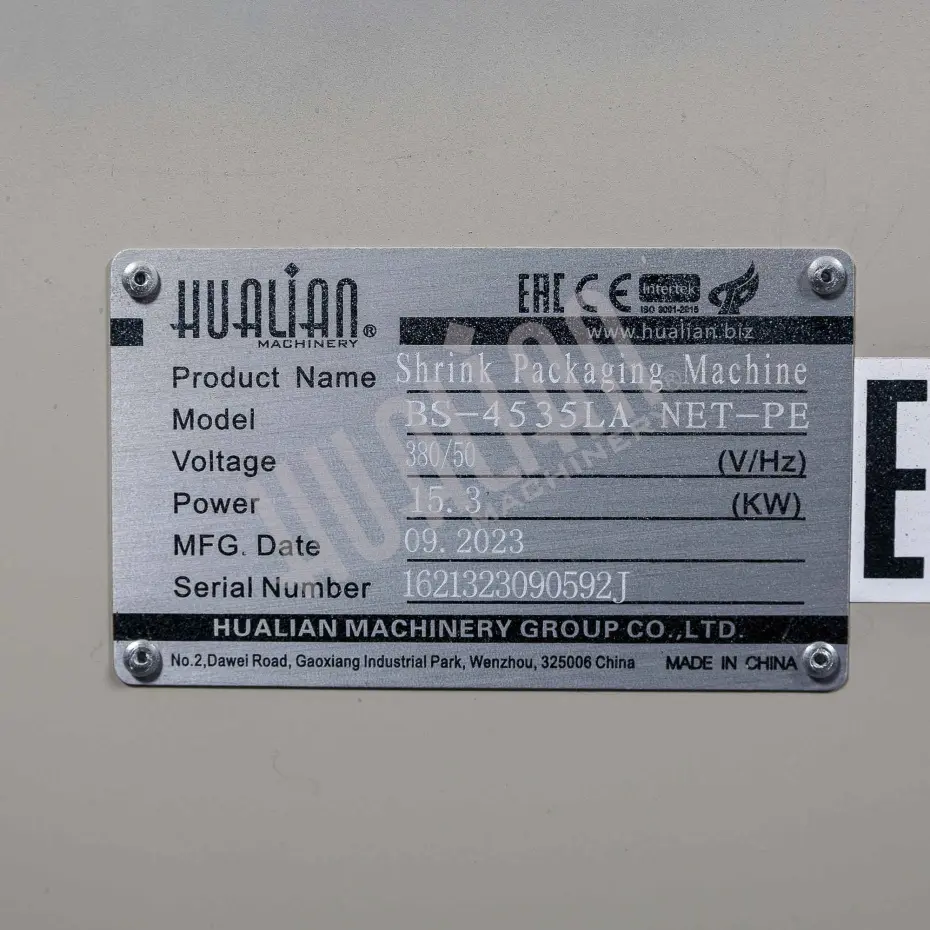 HUALIAN®
MACHINERY
EAC CE Intertek
ISO 9001-2015
www.hualian.biz
Product Name Shrink Packaging Machine
Model BS-4535LA NET-PE
Voltage 380/50 (V/Hz)
Power 15.3 (KW)
MFG. Date 09. 2023
Serial Number 1621323090592J
HUALIAN MACHINERY GROUP CO.,LTD.
No.2,Dawei Road, Gaoxiang Industrial Park, Wenzhou, 325006 China MADE IN CHINA
HUALIAN®
MACHINERY
E